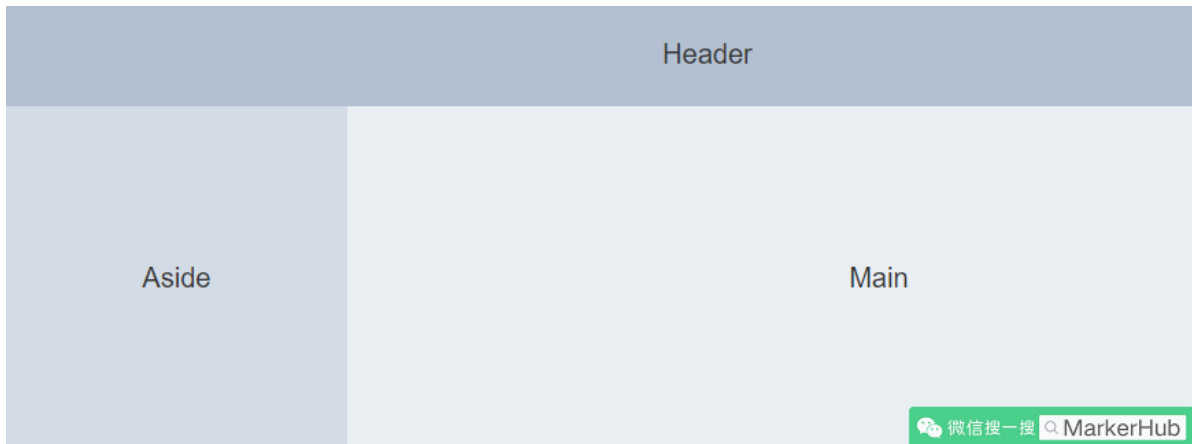 Header
Aside
Main
微信搜一搜 MarkerHub